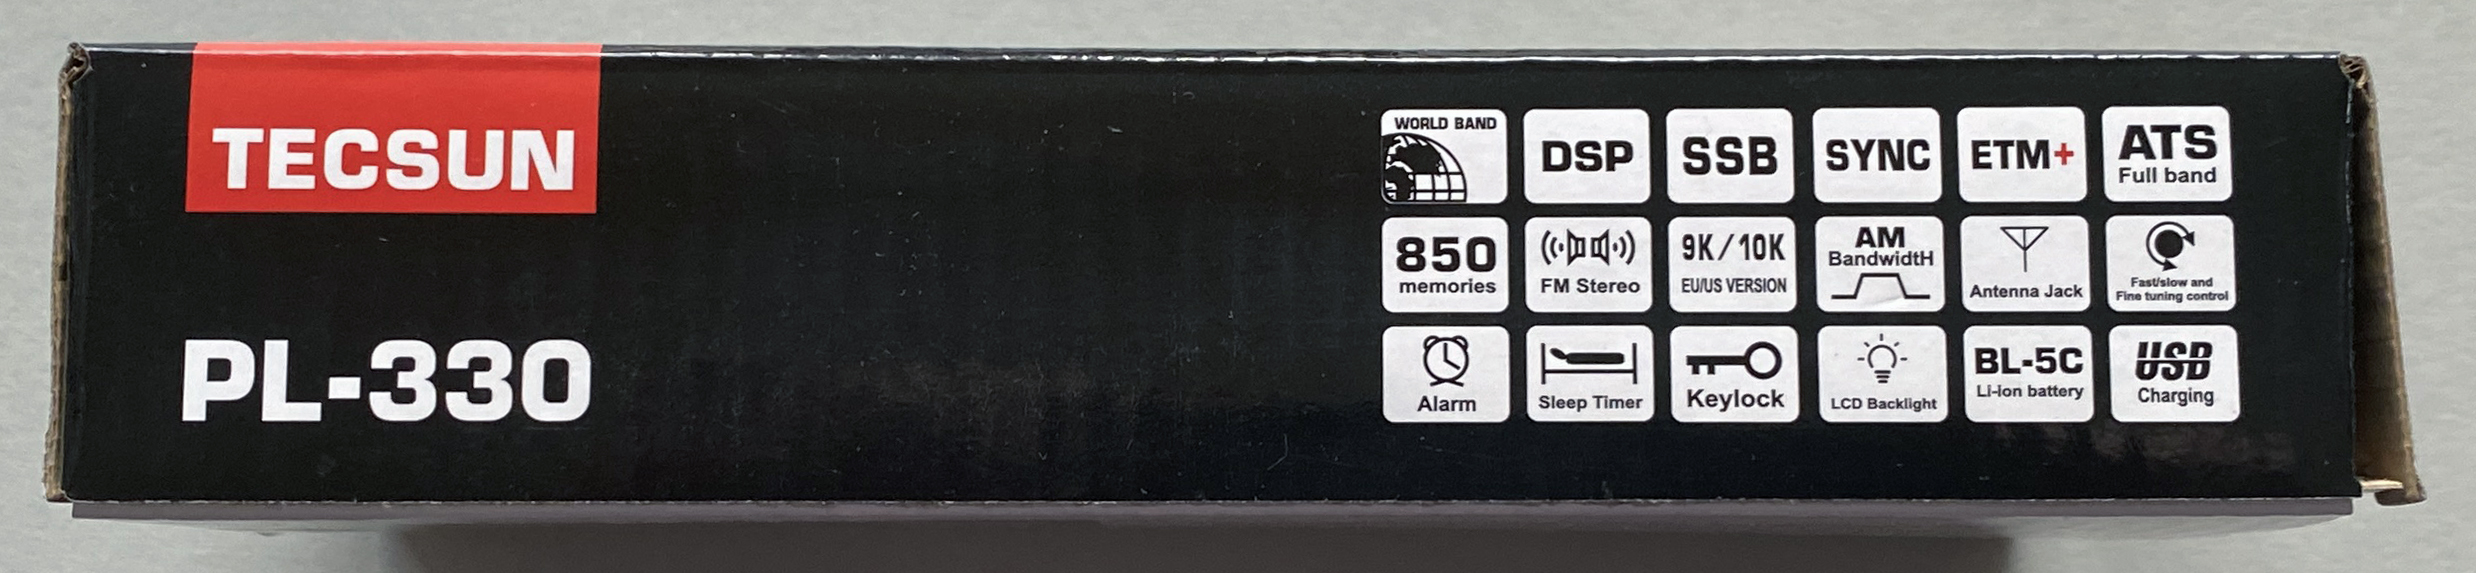 TECSUN
PL-330
WORLD BAND
DSP
SSB
SYNC
ETM+
ATS
Full band
850
memories
FM Stereo
9K/10K
EU/US VERSION
AM
BandwidtH
Antenna Jack
Fast/slow and
Fine tuning control
Alarm
Sleep Timer
Keylock
LCD Backlight
BL-5C
Li-Ion battery
USB
Charging